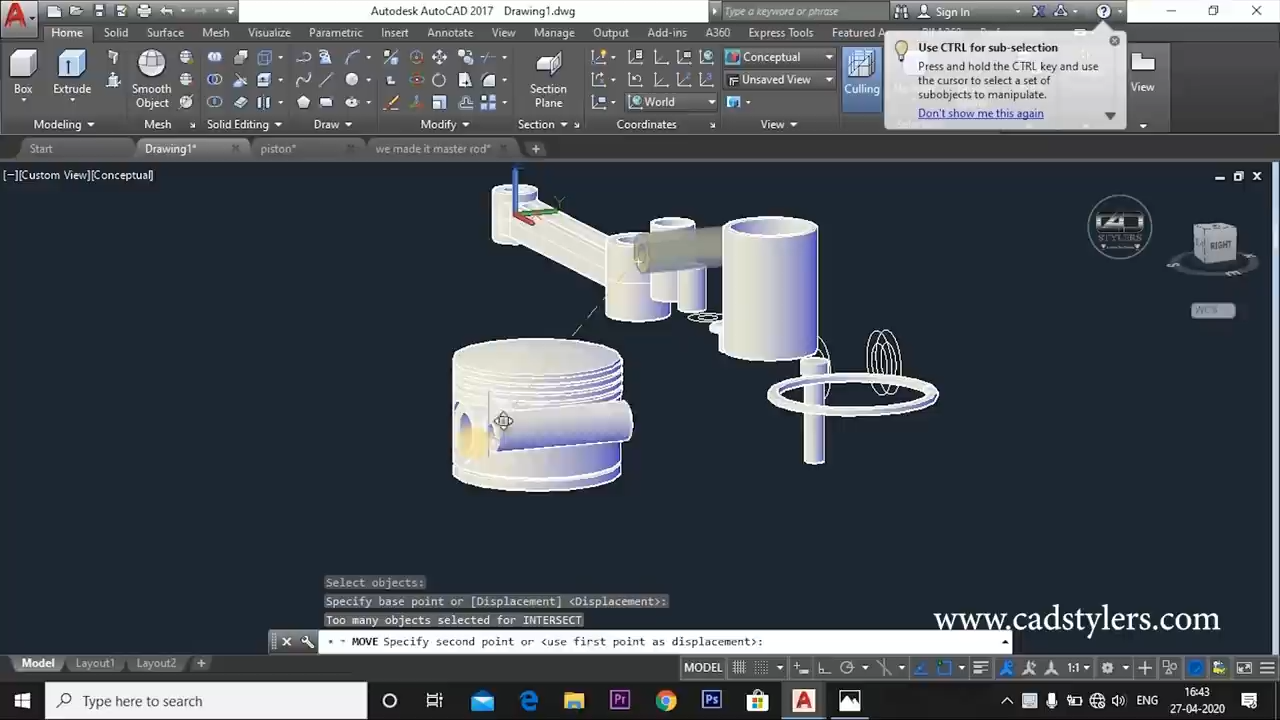 Autodesk AutoCAD 2017 Drawing1.dwg
Type a keyword or phrase
Sign In
Home Solid Surface Mesh Visualize Parametric Insert Annotate View Manage Output Add-ins A360 Express Tools Featured
Use CTRL for sub-selection
Press and hold the CTRL key and use
the cursor to select a set of
subobjects to manipulate.
Don't show me this again
Box
Extrude
Smooth
Object
Section
Plane
Conceptual
Unsaved View
World
Culling
View
Modeling
Mesh
Solid Editing
Draw
Modify
Section
Coordinates
View
Start
Drawing1*
piston*
we made it master rod*
[−][Custom View][Conceptual]
Y
STYLERS
RIGHT
WCS
Select objects:
Specify base point or [Displacement] <Displacement>:
Too many objects selected for INTERSECT
MOVE Specify second point or <use first point as displacement>:
www.cadstylers.com
Model
Layout1
Layout2
MODEL
1:1
Type here to search
Pr
Ps
A
ENG
16:43
27-04-2020